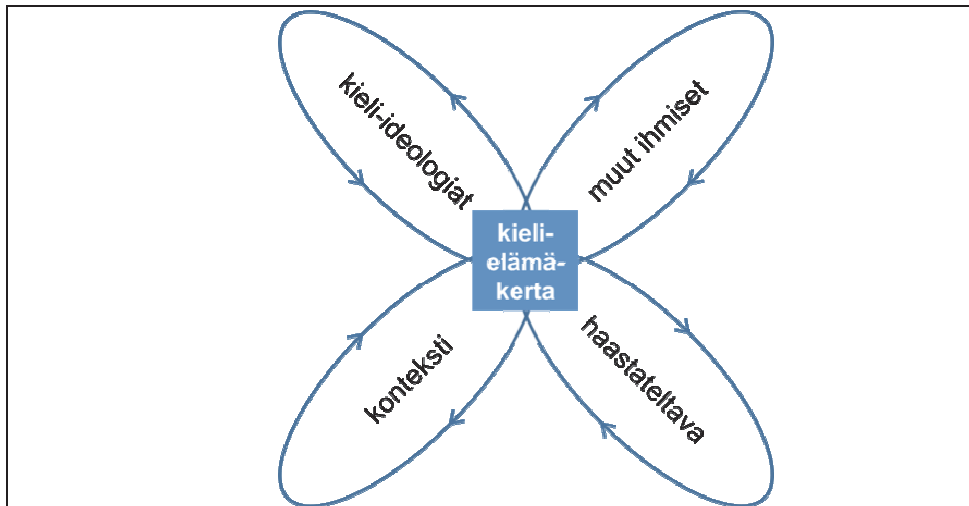 kieli-ideologiat
muut ihmiset
kieli-
elämä-
kerta
konteksti
haastateltava